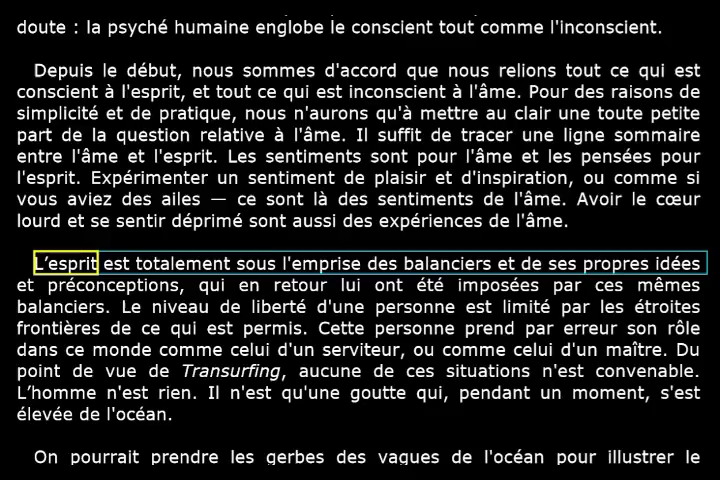 doute : la psyché humaine englobe le conscient tout comme l'inconscient.
Depuis le début, nous sommes d'accord que nous relions tout ce qui est
conscient à l'esprit, et tout ce qui est inconscient à l'âme. Pour des raisons de
simplicité et de pratique, nous n'aurons qu'à mettre au clair une toute petite
part de la question relative à l'âme. Il suffit de tracer une ligne sommaire
entre l'âme et l'esprit. Les sentiments sont pour l'âme et les pensées pour
l'esprit. Expérimenter un sentiment de plaisir et d'inspiration, ou comme si
vous aviez des ailes — ce sont là des sentiments de l'âme. Avoir le cœur
lourd et se sentir déprimé sont aussi des expériences de l'âme.
L’esprit est totalement sous l'emprise des balanciers et de ses propres idées
et préconceptions, qui en retour lui ont été imposées par ces mêmes
balanciers. Le niveau de liberté d'une personne est limité par les étroites
frontières de ce qui est permis. Cette personne prend par erreur son rôle
dans ce monde comme celui d'un serviteur, ou comme celui d'un maître. Du
point de vue de Transurfing, aucune de ces situations n'est convenable.
L’homme n'est rien. Il n'est qu'une goutte qui, pendant un moment, s'est
élevée de l'océan.
On pourrait prendre les gerbes des vagues de l'océan pour illustrer le